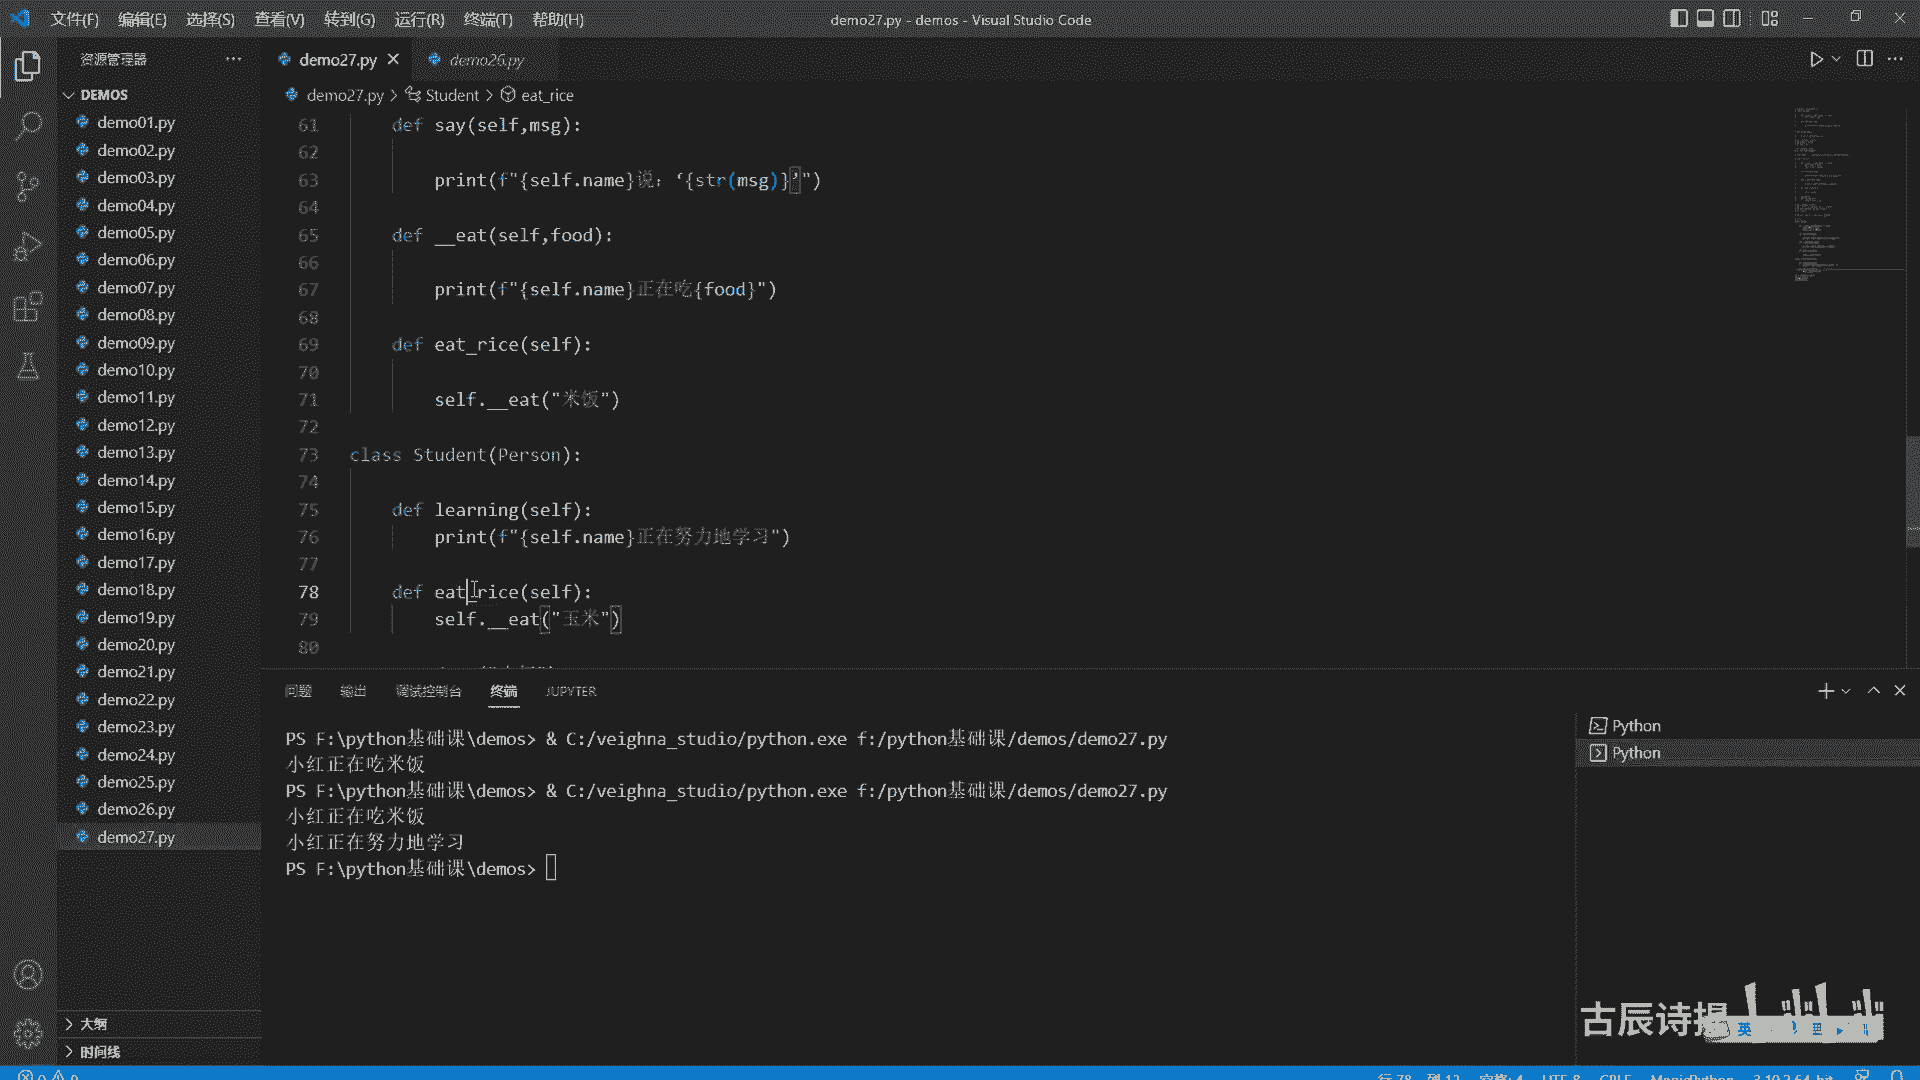 文件(F) 编辑(E) 选择(S) 查看(V) 转到(G) 运行(R) 终端(T) 帮助(H) demo27.py - demos - Visual Studio Code
资源管理器
DEMOS
demo01.py
demo02.py
demo03.py
demo04.py
demo05.py
demo06.py
demo07.py
demo08.py
demo09.py
demo10.py
demo11.py
demo12.py
demo13.py
demo14.py
demo15.py
demo16.py
demo17.py
demo18.py
demo19.py
demo20.py
demo21.py
demo22.py
demo23.py
demo24.py
demo25.py
demo26.py
demo27.py
大纲
时间线
demo27.py demo26.py
demo27.py > Student > eat_rice
61 def say(self,msg):
62
63 print(f"{self.name}说：‘{str(msg)}’")
64
65 def __eat(self,food):
66
67 print(f"{self.name}正在吃{food}")
68
69 def eat_rice(self):
70
71 self.__eat("米饭")
72
73 class Student(Person):
74
75 def learning(self):
76 print(f"{self.name}正在努力地学习")
77
78 def eat_rice(self):
79 self.__eat("玉米")
80
问题 输出 调试控制台 终端 JUPYTER
PS F:\python基础课\demos> & C:/veighna_studio/python.exe f:/python基础课/demos/demo27.py
小红正在吃米饭
PS F:\python基础课\demos> & C:/veighna_studio/python.exe f:/python基础课/demos/demo27.py
小红正在吃米饭
小红正在努力地学习
PS F:\python基础课\demos>
Python
Python
古辰诗提
英
行 78, 列 12 空格: 4 UTF-8 CRLF MagicPython 3.10.2 64-bit